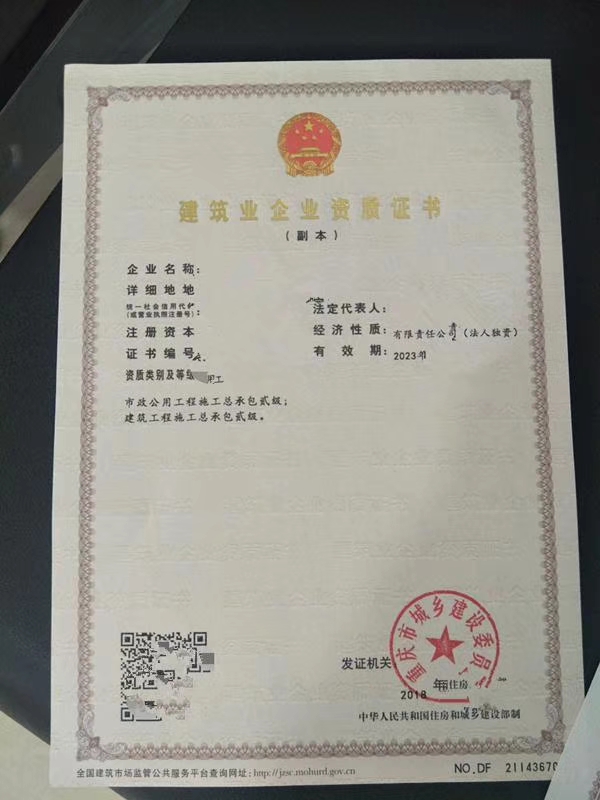 建筑业企业资质证书
(副本)
企业名称:
详细地地
统一社会信用代
(或营业执照注册号):
法定代表人:
注册资本
经济性质: 有限责任公司 (法人独资)
证书编号
有效期: 2023年
资质类别及等级
用工
市政公用工程施工总承包贰级;
建筑工程施工总承包贰级。
重庆市城乡建设委员
发证机关
2018 年
住房
中华人民共和国住房和城乡建设部制
全国建筑市场监管公共服务平台查询网址: http://jzsc.mohurd.gov.cn
NO.DF 21143670